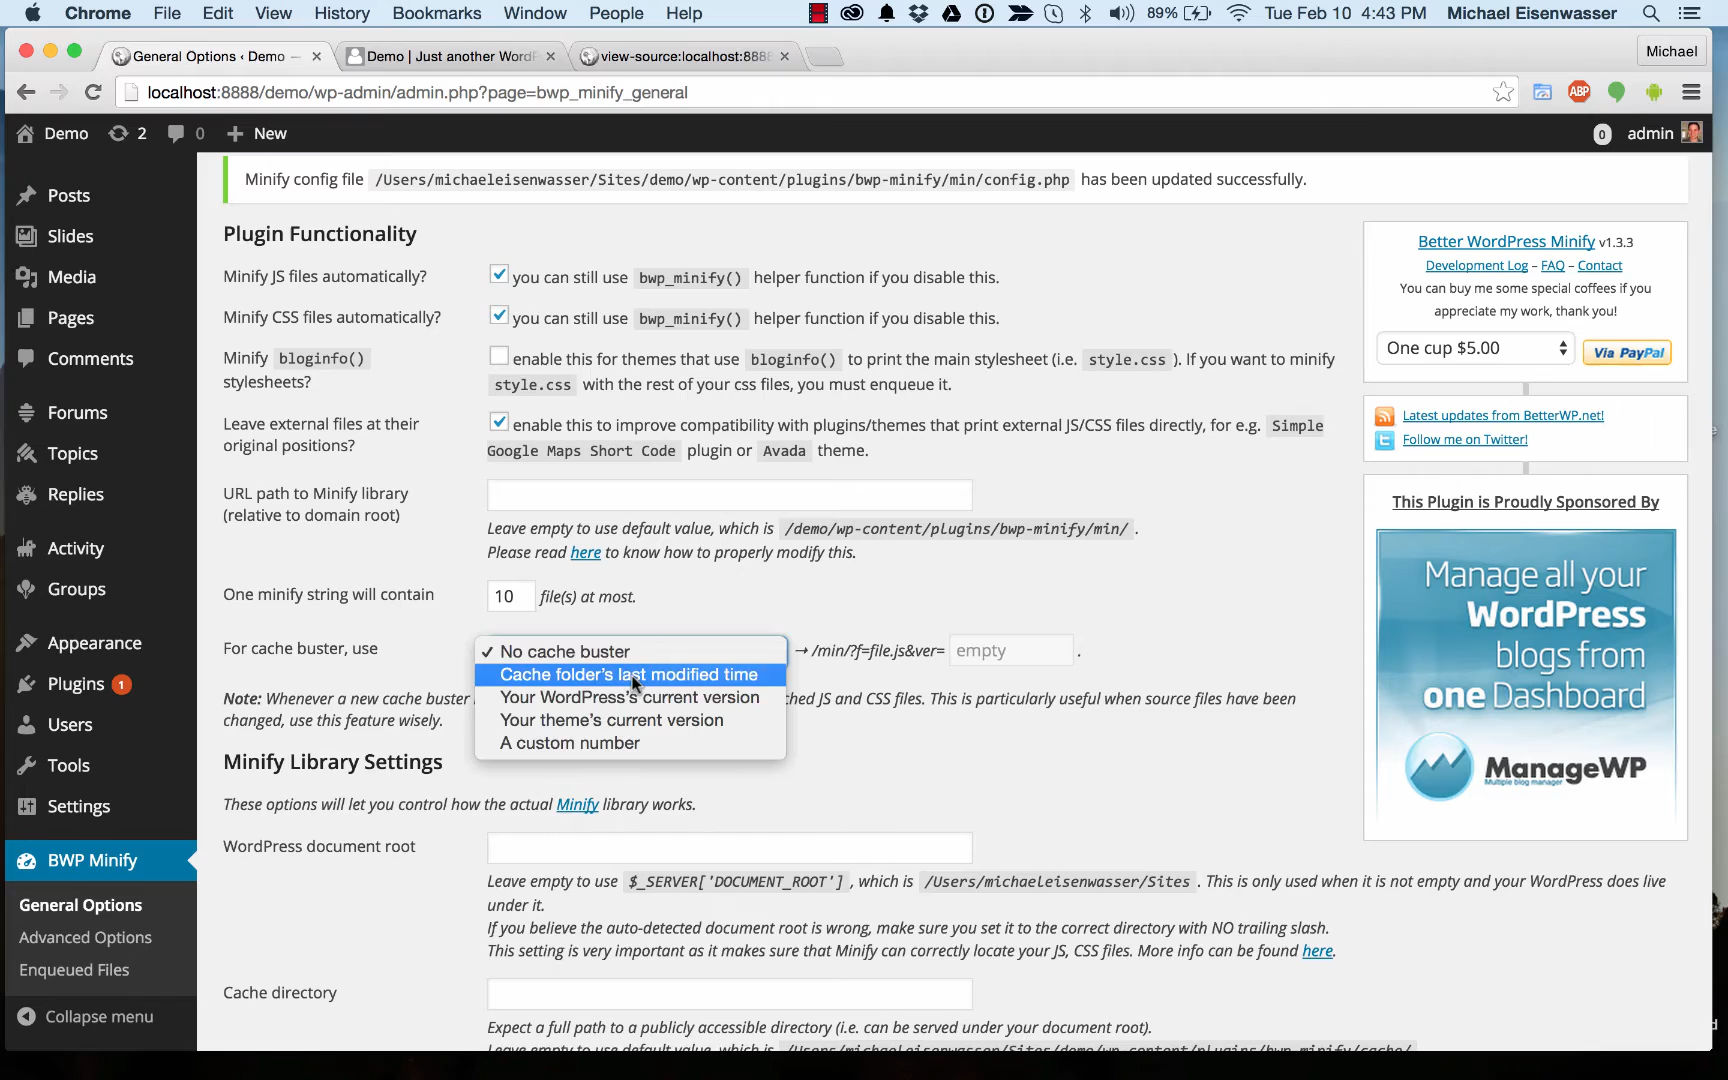 Chrome File Edit View History Bookmarks Window People Help 89% Tue Feb 10 4:43 PM Michael Eisenwasser
General Options ‹ Demo — Demo | Just another WordP view-source:localhost:8888 Michael
localhost:8888/demo/wp-admin/admin.php?page=bwp_minify_general ABP
Demo 2 0 + New 0 admin
Posts
Slides
Media
Pages
Comments
Forums
Topics
Replies
Activity
Groups
Appearance
Plugins 1
Users
Tools
Settings
BWP Minify
General Options
Advanced Options
Enqueued Files
Collapse menu
Minify config file /Users/michaeleisenwasser/Sites/demo/wp-content/plugins/bwp-minify/min/config.php has been updated successfully.
Plugin Functionality
Minify JS files automatically? you can still use bwp_minify() helper function if you disable this.
Minify CSS files automatically? you can still use bwp_minify() helper function if you disable this.
Minify bloginfo()
stylesheets?
enable this for themes that use bloginfo() to print the main stylesheet (i.e. style.css ). If you want to minify
style.css with the rest of your css files, you must enqueue it.
Leave external files at their
original positions?
enable this to improve compatibility with plugins/themes that print external JS/CSS files directly, for e.g. Simple
Google Maps Short Code plugin or Avada theme.
URL path to Minify library
(relative to domain root)
Leave empty to use default value, which is /demo/wp-content/plugins/bwp-minify/min/ .
Please read here to know how to properly modify this.
One minify string will contain 10 file(s) at most.
For cache buster, use ✓ No cache buster → /min/?f=file.js&ver= empty .
Cache folder's last modified time
Your WordPress's current version
Your theme's current version
A custom number
Note: Whenever a new cache buster ched JS and CSS files. This is particularly useful when source files have been
changed, use this feature wisely.
Minify Library Settings
These options will let you control how the actual Minify library works.
WordPress document root
Leave empty to use $_SERVER['DOCUMENT_ROOT'] , which is /Users/michaeleisenwasser/Sites . This is only used when it is not empty and your WordPress does live
under it.
If you believe the auto-detected document root is wrong, make sure you set it to the correct directory with NO trailing slash.
This setting is very important as it makes sure that Minify can correctly locate your JS, CSS files. More info can be found here.
Cache directory
Expect a full path to a publicly accessible directory (i.e. can be served under your document root).
Leave empty to use default value, which is /Users/michaeleisenwasser/Sites/demo/wp-content/plugins/bwp-minify/cache/
Better WordPress Minify v1.3.3
Development Log – FAQ – Contact
You can buy me some special coffees if you
appreciate my work, thank you!
One cup $5.00 Via PayPal
Latest updates from BetterWP.net!
Follow me on Twitter!
This Plugin is Proudly Sponsored By
Manage all your
WordPress
blogs from
one Dashboard
ManageWP
Multiple blog manager